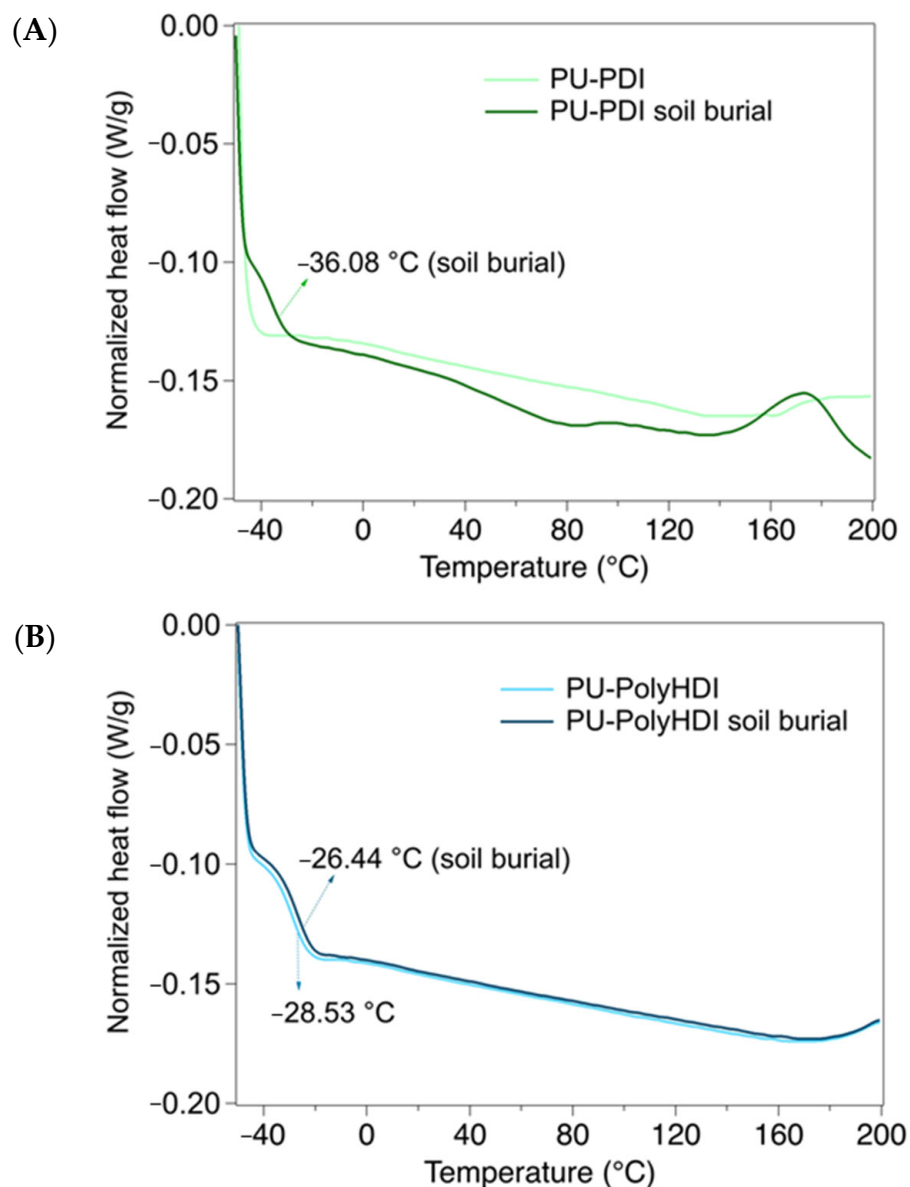 (A)
0.00
−0.05
−0.10
−0.15
−0.20
Normalized heat flow (W/g)
PU-PDI
PU-PDI soil burial
−36.08 °C (soil burial)
−40 0 40 80 120 160 200
Temperature (°C)
(B)
0.00
−0.05
−0.10
−0.15
−0.20
Normalized heat flow (W/g)
PU-PolyHDI
PU-PolyHDI soil burial
−26.44 °C (soil burial)
−28.53 °C
−40 0 40 80 120 160 200
Temperature (°C)